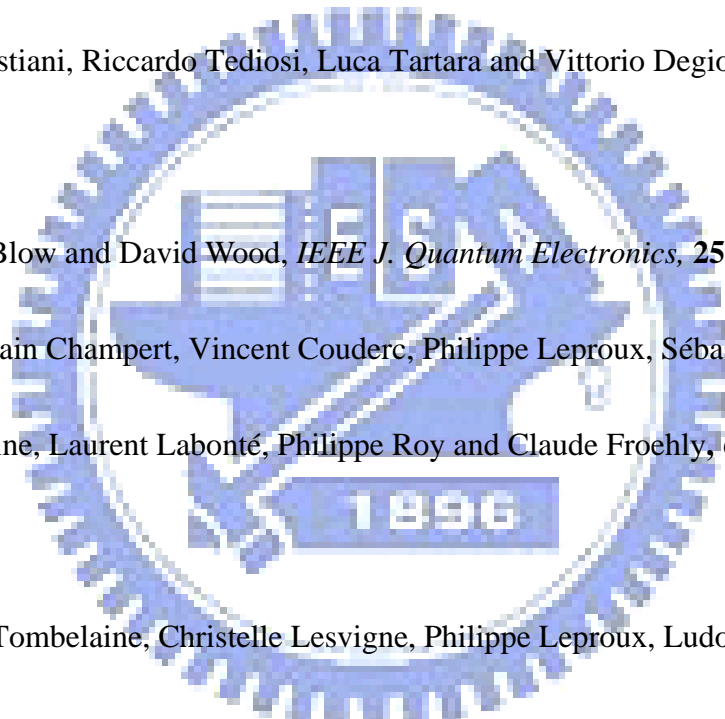 stiani, Riccardo Tediosi, Luca Tartara and Vittorio Degio
E S
Blow and David Wood, IEEE J. Quantum Electronics, 25
ain Champert, Vincent Couderc, Philippe Leproux, Séba
ne, Laurent Labonté, Philippe Roy and Claude Froehly,
1896
Tombelaine, Christelle Lesvigne, Philippe Leproux, Ludo